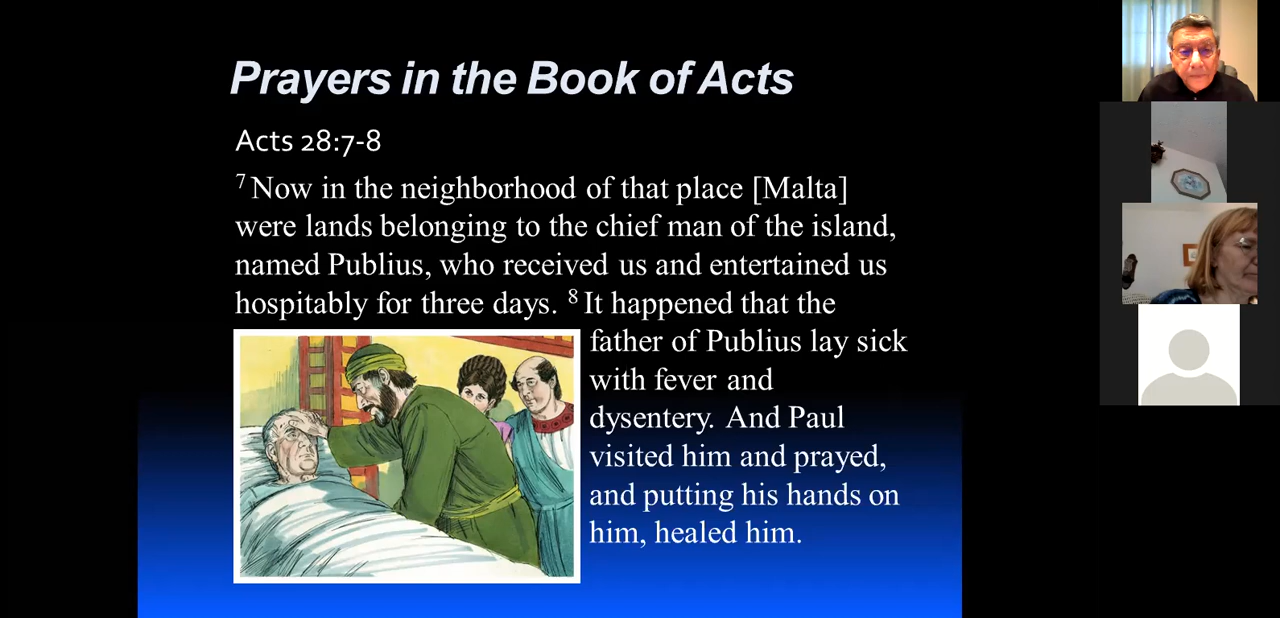 Prayers in the Book of Acts
Acts 28:7-8
7 Now in the neighborhood of that place [Malta]
were lands belonging to the chief man of the island,
named Publius, who received us and entertained us
hospitably for three days. 8 It happened that the
father of Publius lay sick
with fever and
dysentery. And Paul
visited him and prayed,
and putting his hands on
him, healed him.